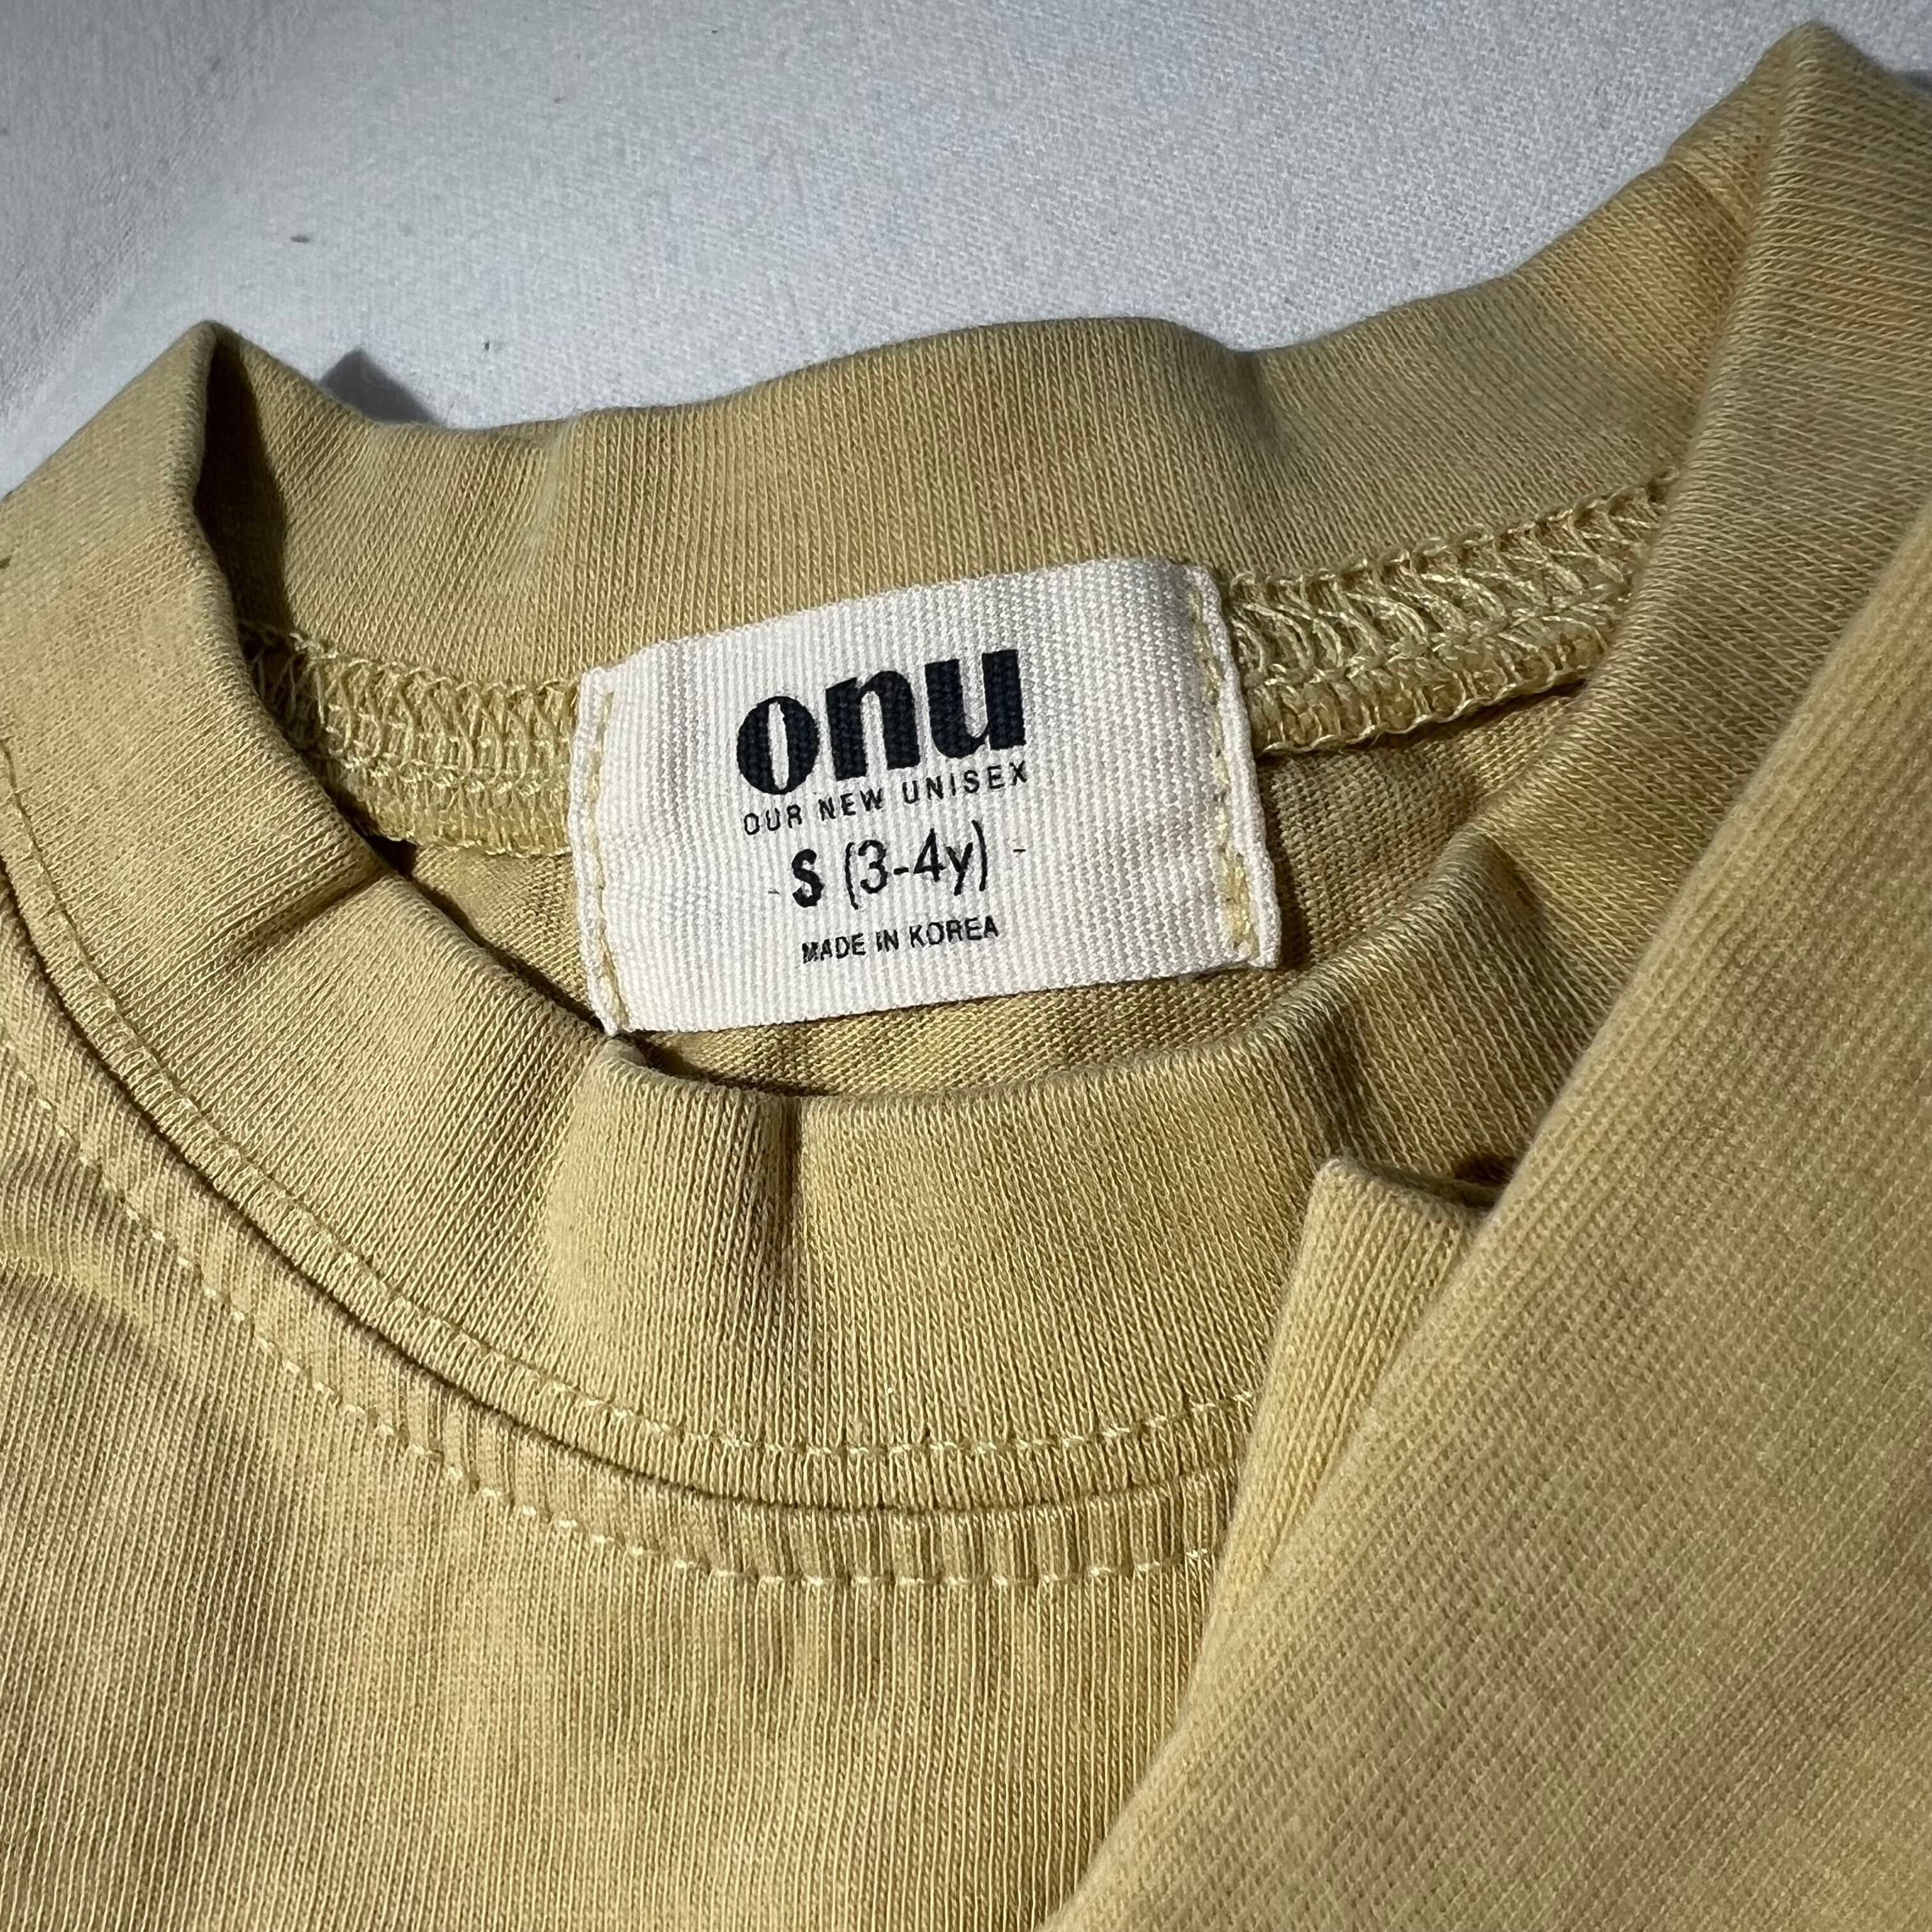 onu
OUR NEW UNISEX
- S (3-4y) -
MADE IN KOREA